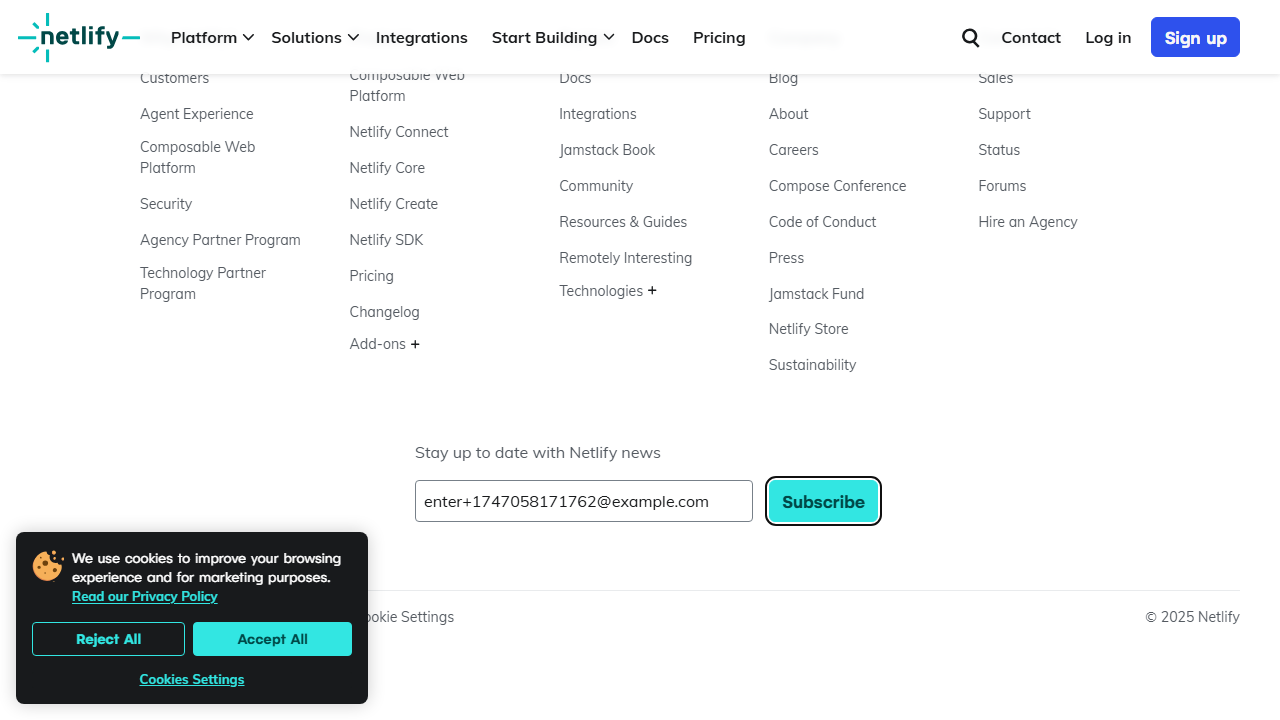 netlify
Platform
Solutions
Integrations
Start Building
Docs
Pricing
Contact
Log in
Sign up
Customers
Agent Experience
Composable Web
Platform
Security
Agency Partner Program
Technology Partner
Program
Composable Web
Platform
Netlify Connect
Netlify Core
Netlify Create
Netlify SDK
Pricing
Changelog
Add-ons +
Docs
Integrations
Jamstack Book
Community
Resources & Guides
Remotely Interesting
Technologies +
Blog
About
Careers
Compose Conference
Code of Conduct
Press
Jamstack Fund
Netlify Store
Sustainability
Sales
Support
Status
Forums
Hire an Agency
Stay up to date with Netlify news
enter+1747058171762@example.com
Subscribe
We use cookies to improve your browsing
experience and for marketing purposes.
Read our Privacy Policy
Reject All
Accept All
Cookies Settings
ookie Settings
© 2025 Netlify